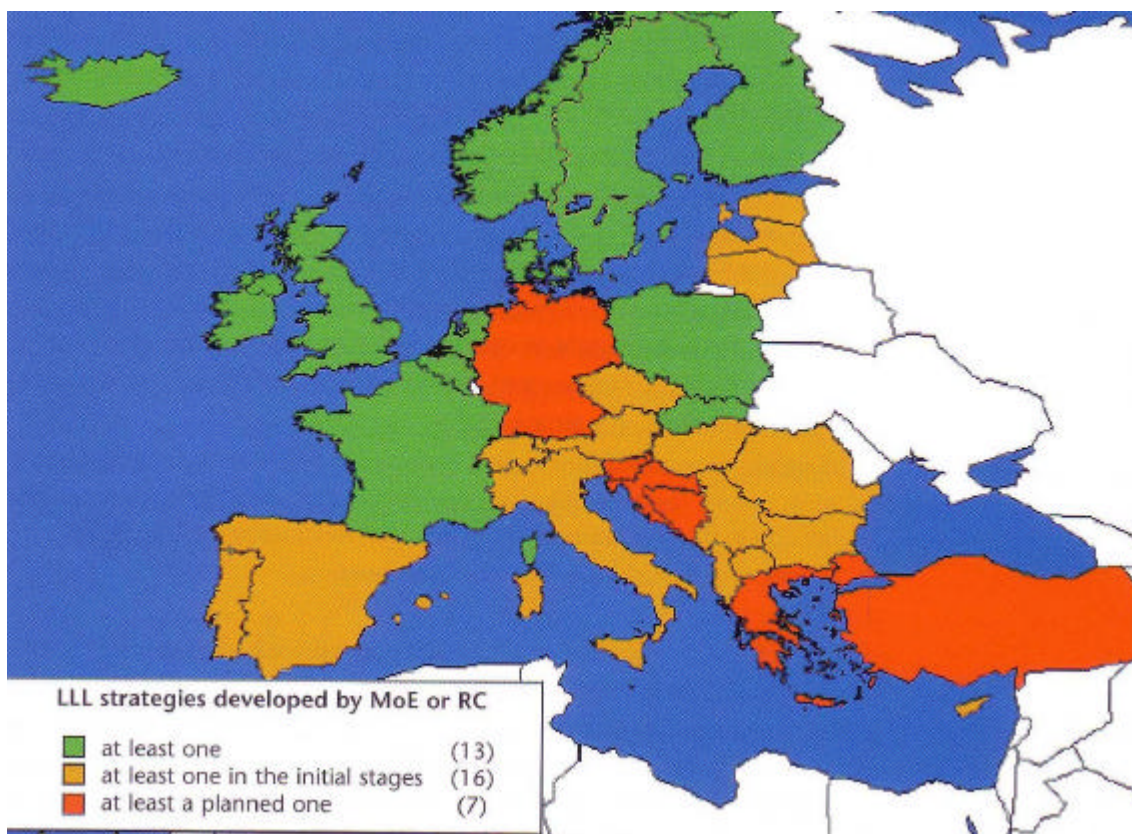 LLL strategies developed by MoE or RC
at least one (13)
at least one in the initial stages (16)
at least a planned one (7)